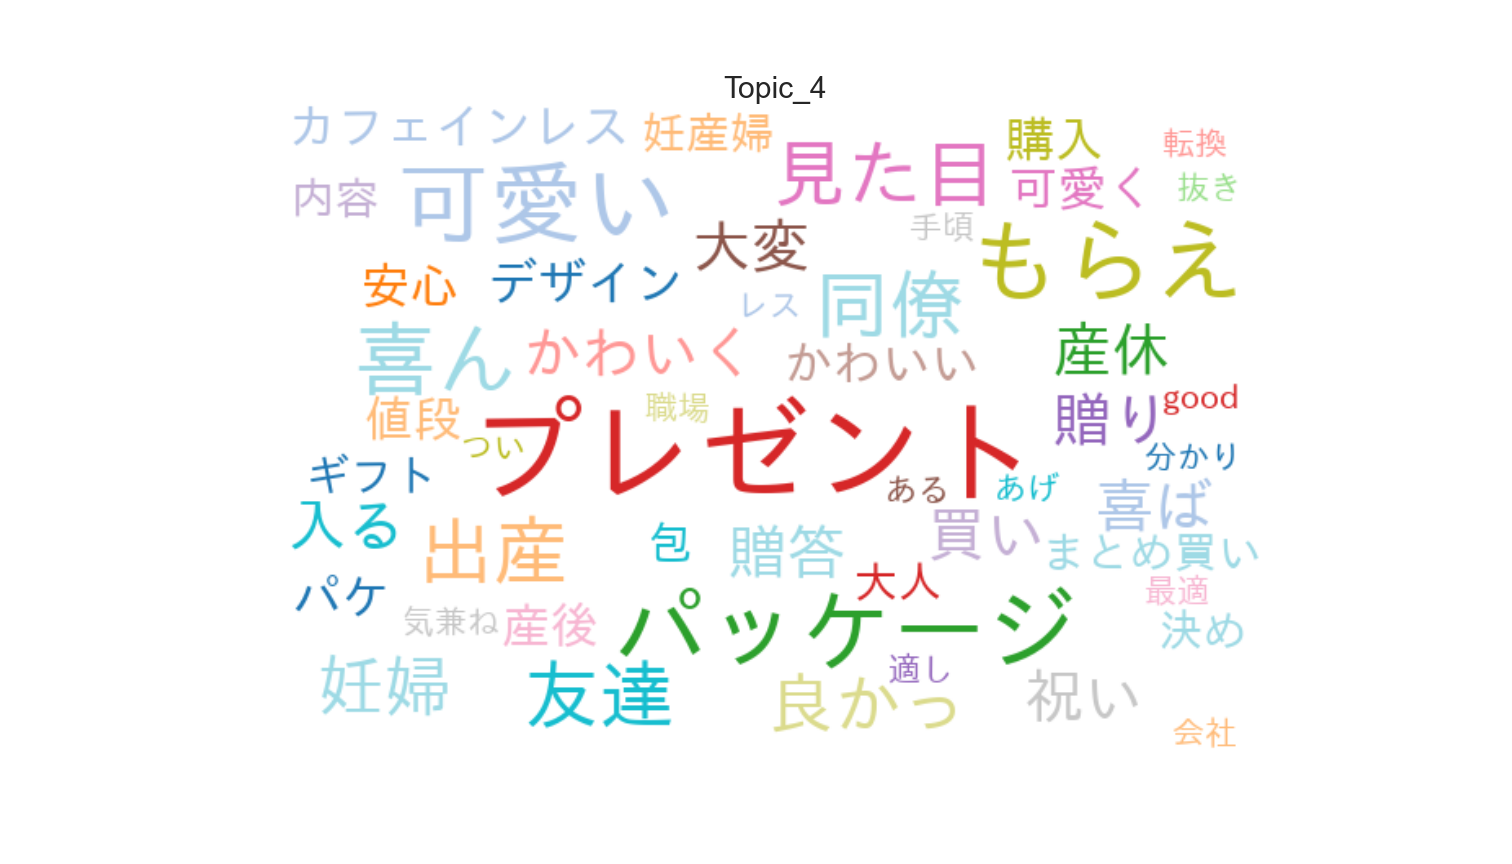 Topic_4
カフェインレス
妊産婦
見た目
購入
転換
内容
可愛い
可愛く
抜き
大変
手頃
もらえ
安心
デザイン
レス
同僚
喜ん
かわいく
かわいい
産休
値段
職場
贈り
good
つい
プレゼント
分かり
ギフト
ある
あげ
喜ば
入る
出産
包
贈答
買い
まとめ買い
パケ
大人
最適
気兼ね
産後
パッケージ
決め
妊婦
友達
適し
良かっ
祝い
会社